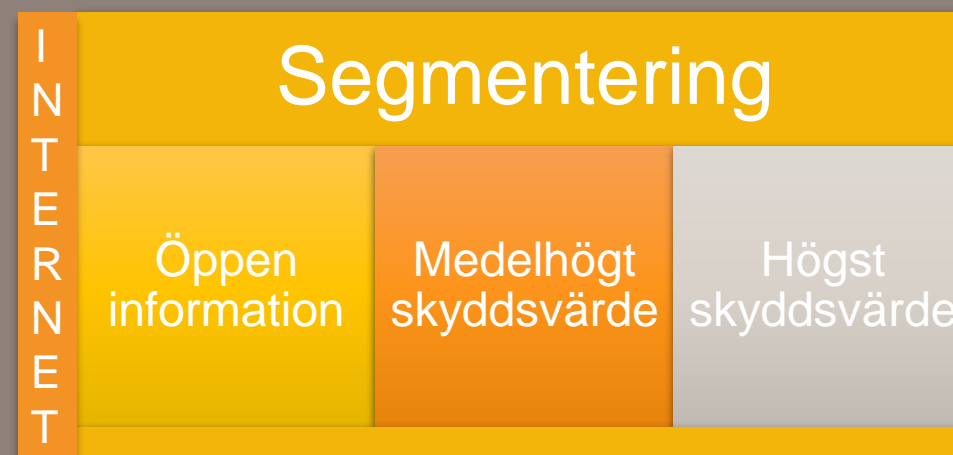 INTERNET
Segmentering
Öppen
information
Medelhögt
skyddsvärde
Högst
skyddsvärde